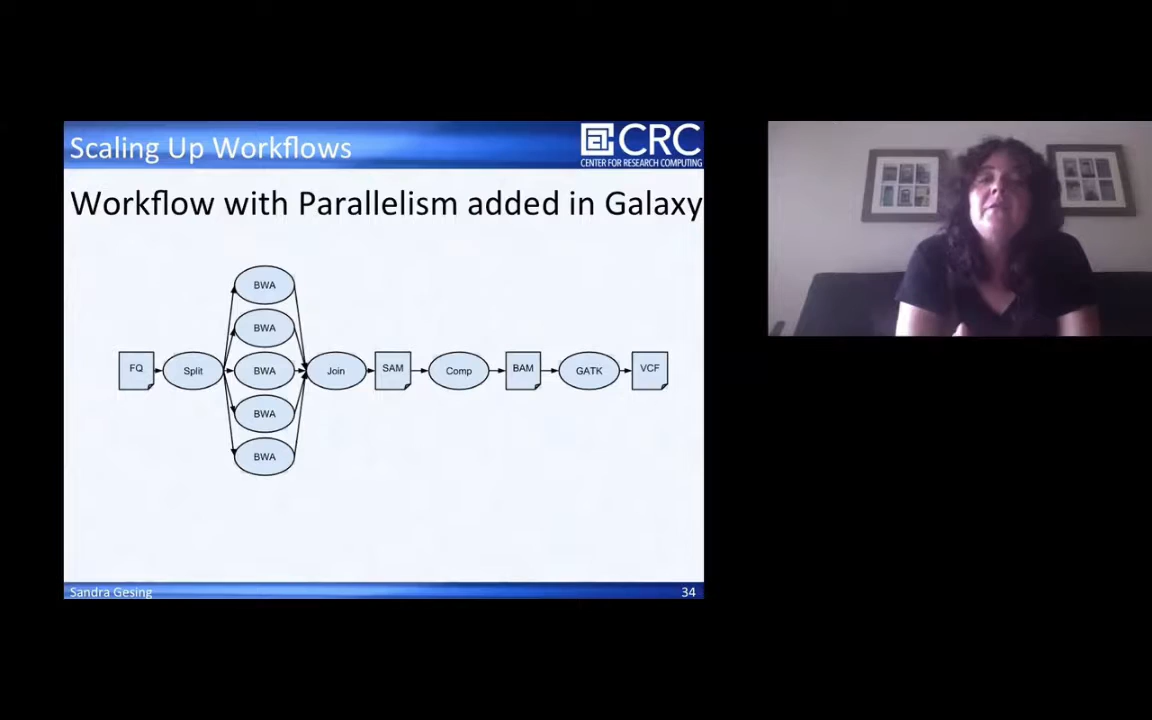 Scaling Up Workflows
CRC
CENTER FOR RESEARCH COMPUTING
Workflow with Parallelism added in Galaxy
BWA
BWA
FQ Split BWA Join SAM Comp BAM GATK VCF
BWA
BWA
Sandra Gesing 34